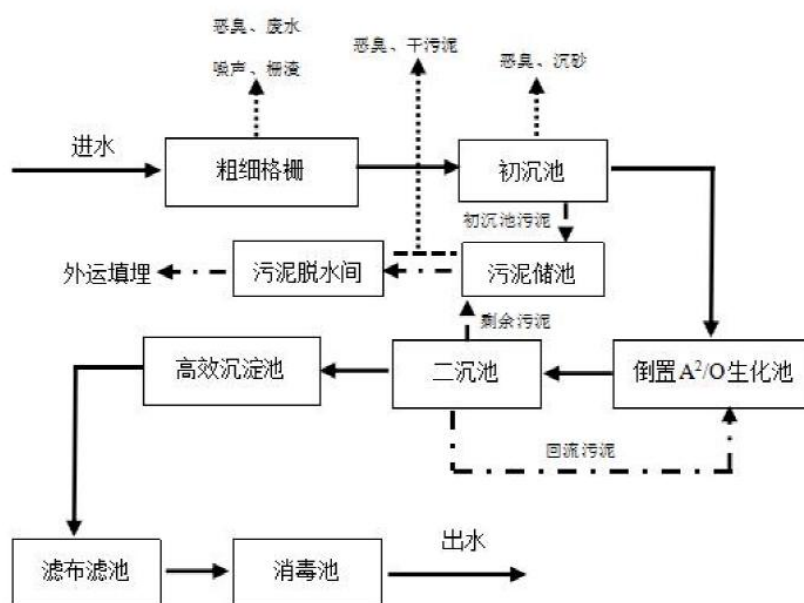 恶臭、废水
噪声、栅渣
恶臭、干污泥
恶臭、沉砂
进水
粗细格栅
初沉池
初沉池污泥
外运填埋
污泥脱水间
污泥储池
剩余污泥
高效沉淀池
二沉池
倒置A²/O生化池
回流污泥
滤布滤池
消毒池
出水